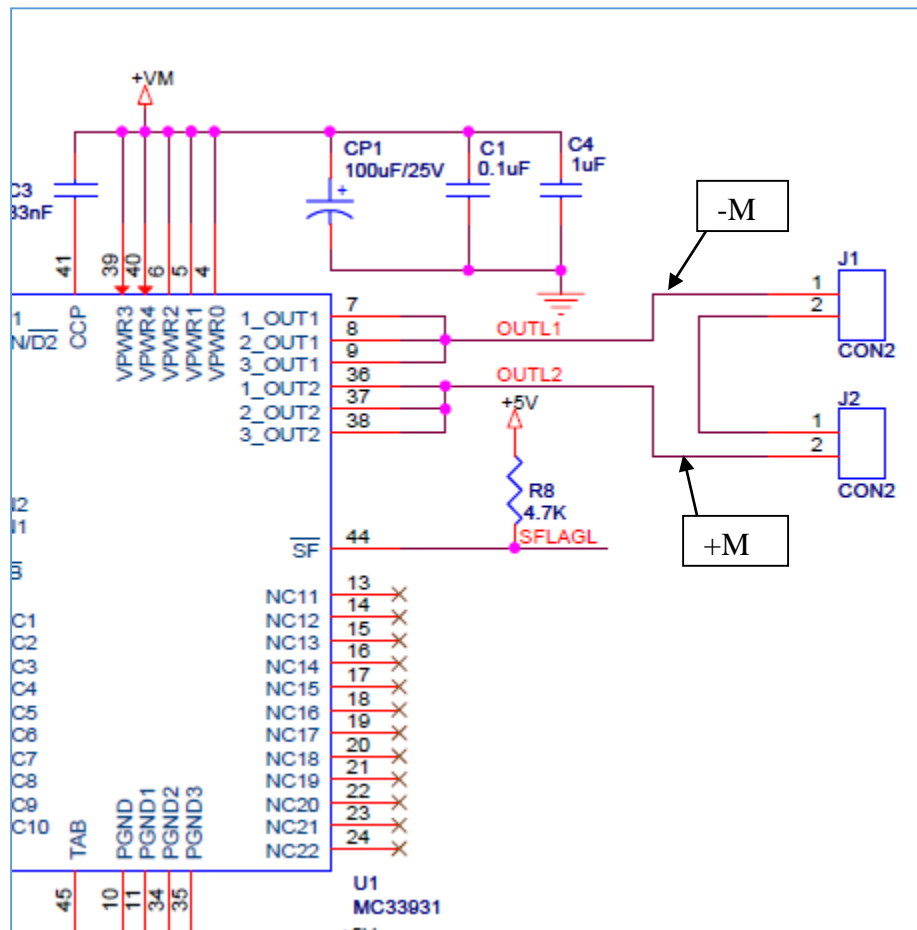 +VM
C3
33nF
CP1
100uF/25V
C1
0.1uF
C4
1uF
+
-M
J1
1
2
CON2
41
39
40
6
5
4
1
N/D2
CCP
VPWR3
VPWR4
VPWR2
VPWR1
VPWR0
1_OUT1 7
2_OUT1 8
3_OUT1 9
1_OUT2 36
2_OUT2 37
3_OUT2 38
OUTL1
OUTL2
+5V
J2
1
2
CON2
R8
4.7K
+M
SF 44
SFLAGL
N2
N1
B
NC11 13
NC12 14
NC13 15
NC14 16
NC15 17
NC16 18
NC17 19
NC18 20
NC19 21
NC20 22
NC21 23
NC22 24
C1
C2
C3
C4
C5
C6
C7
C8
C9
C10
TAB
PGND
PGND1
PGND2
PGND3
45
10
11
34
35
U1
MC33931